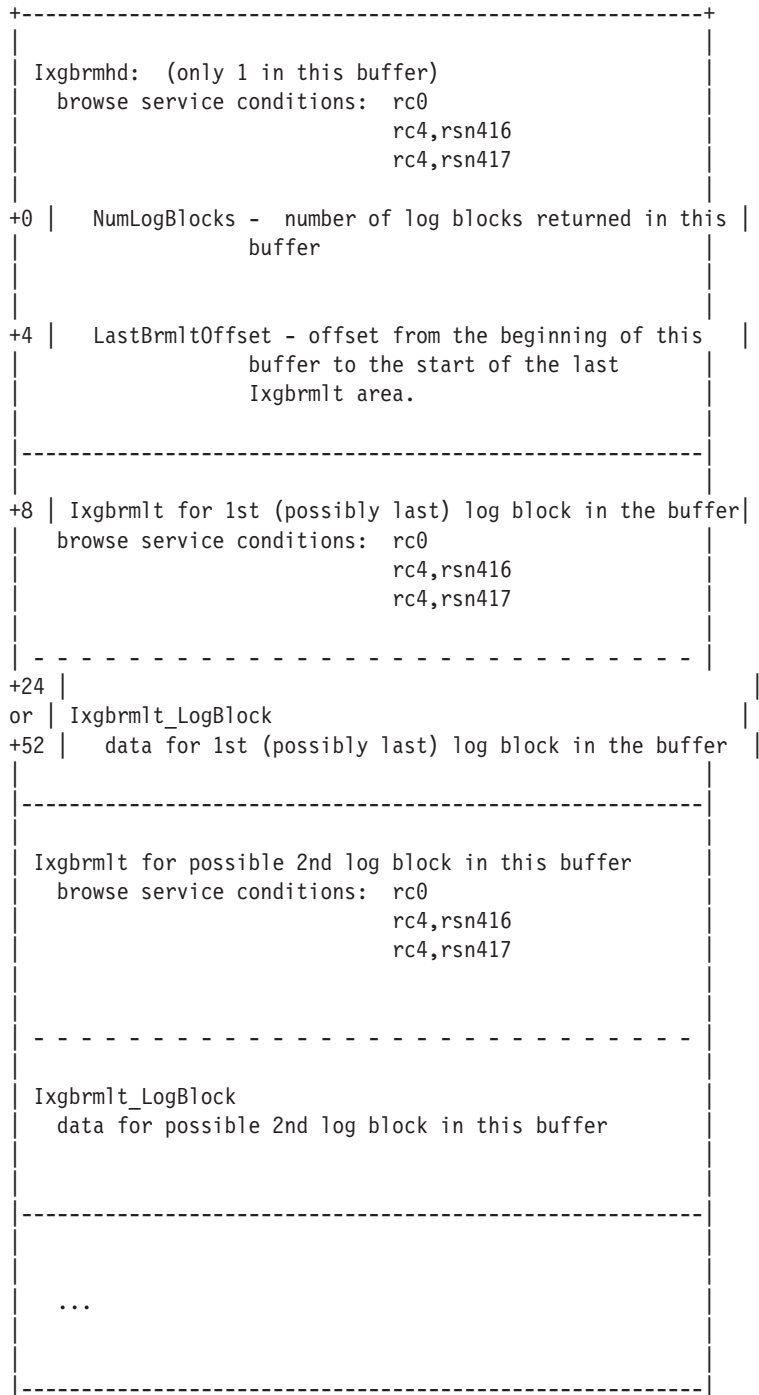 +---------------------------------------------------------+
| |
| Ixgbrmhd: (only 1 in this buffer) |
| browse service conditions: rc0 |
| rc4,rsn416 |
| rc4,rsn417 |
| |
+0 | NumLogBlocks - number of log blocks returned in this |
| buffer |
| |
| |
+4 | LastBrmltOffset - offset from the beginning of this |
| buffer to the start of the last |
| Ixgbrmlt area. |
| |
|---------------------------------------------------------|
| |
+8 | Ixgbrmlt for 1st (possibly last) log block in the buffer|
| browse service conditions: rc0 |
| rc4,rsn416 |
| rc4,rsn417 |
| |
| - - - - - - - - - - - - - - - - - - - - - - - - - - - - |
+24 | |
or | Ixgbrmlt_LogBlock |
+52 | data for 1st (possibly last) log block in the buffer |
| |
|---------------------------------------------------------|
| |
| Ixgbrmlt for possible 2nd log block in this buffer |
| browse service conditions: rc0 |
| rc4,rsn416 |
| rc4,rsn417 |
| |
| |
| - - - - - - - - - - - - - - - - - - - - - - - - - - - - |
| |
| Ixgbrmlt_LogBlock |
| data for possible 2nd log block in this buffer |
| |
| |
|---------------------------------------------------------|
| |
| |
| ... |
| |
| |
|---------------------------------------------------------|